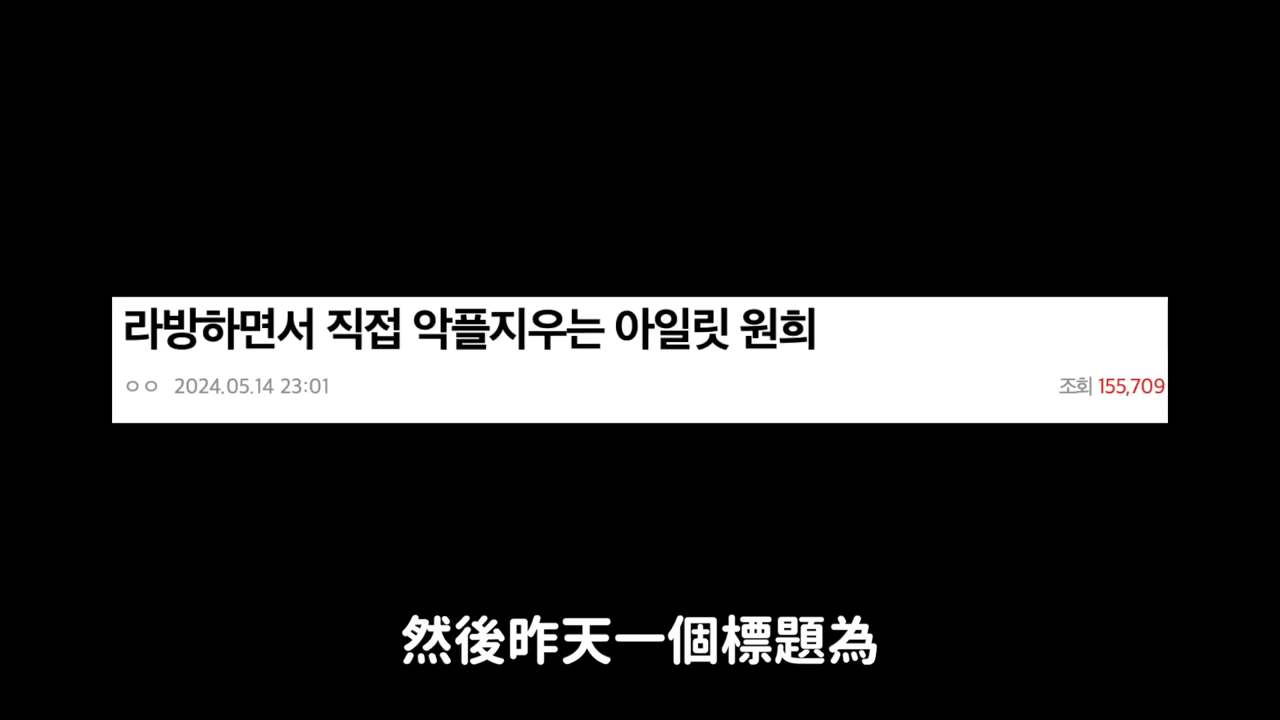 라방하면서 직접 악플지우는 아일릿 원희
ㅇㅇ 2024.05.14 23:01 조회 155,709
然後昨天一個標題為